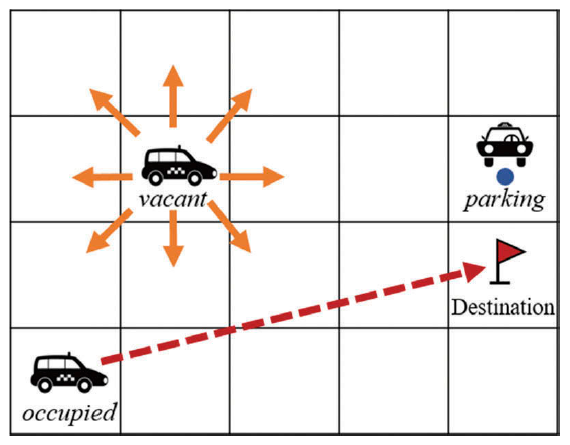 vacant
parking
Destination
occupied